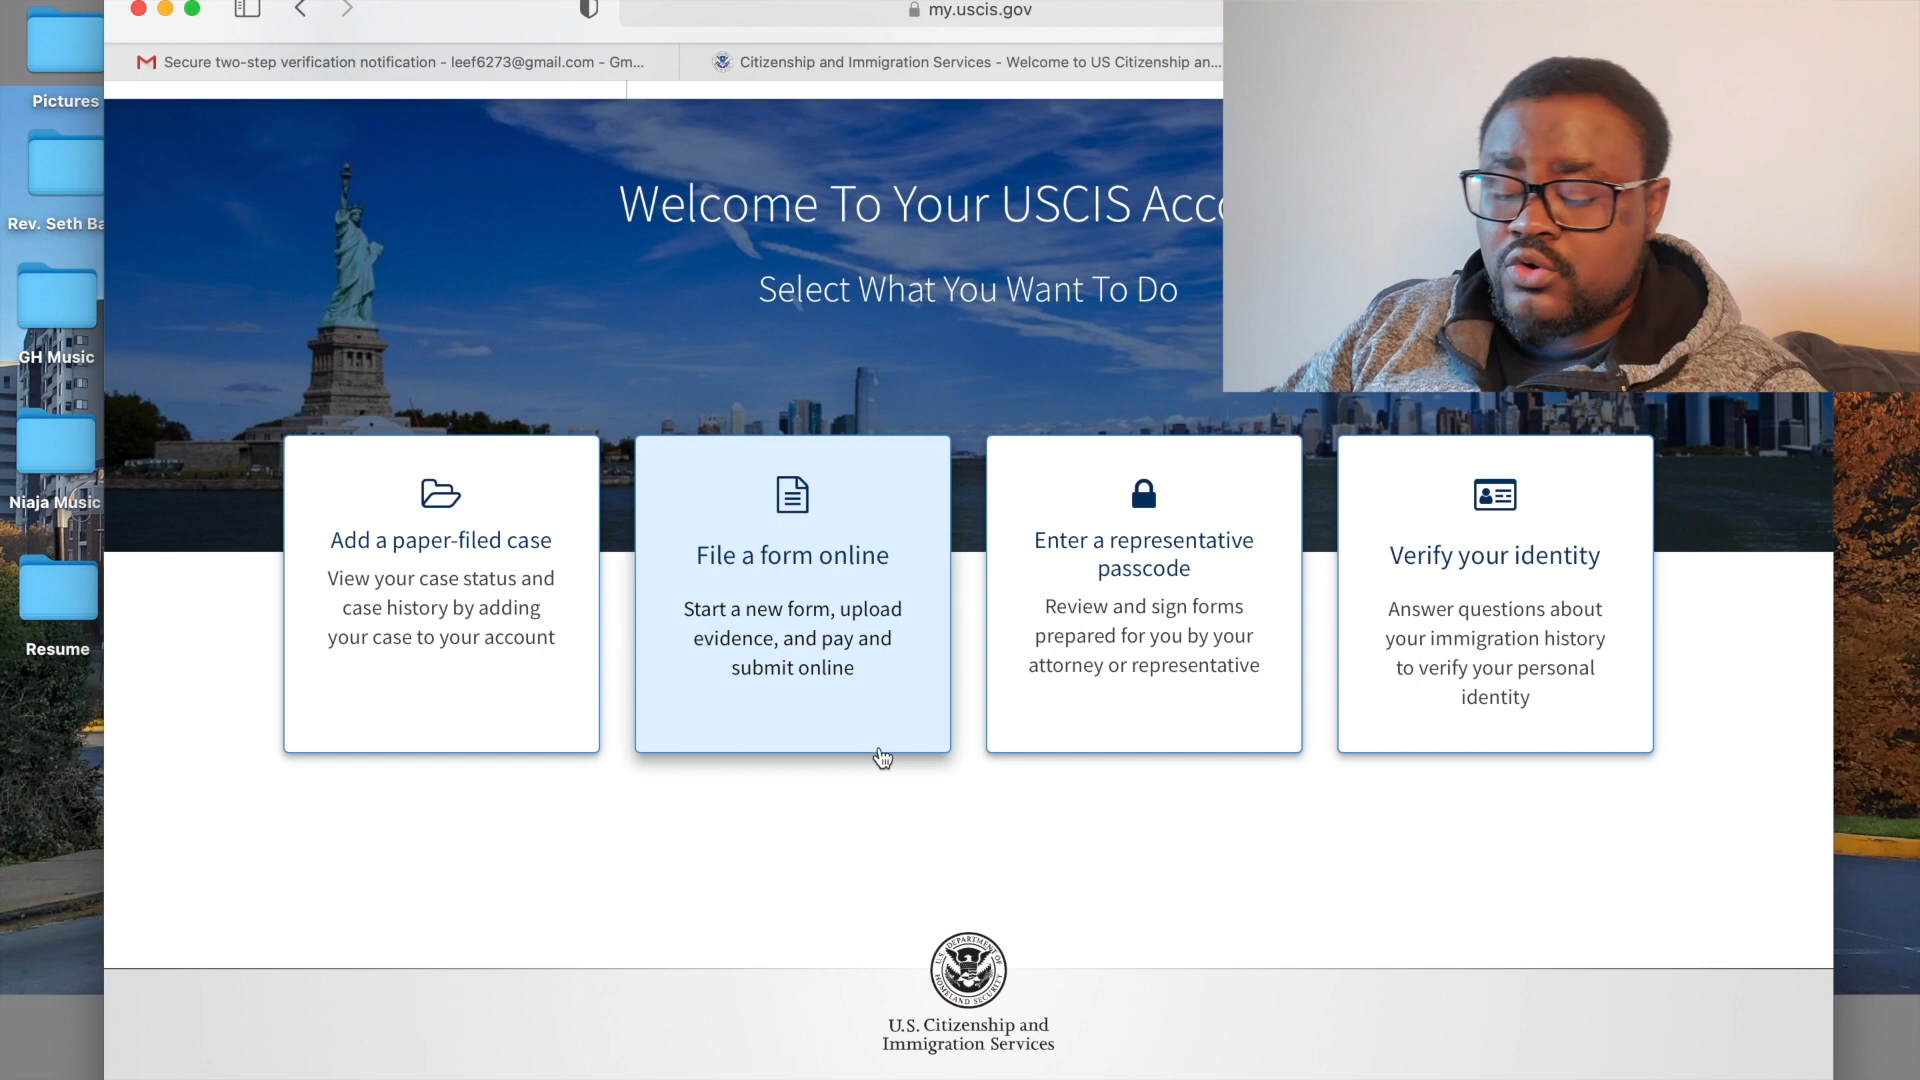 my.uscis.gov
Secure two-step verification notification - leef6273@gmail.com - Gm...
Citizenship and Immigration Services - Welcome to US Citizenship an...
Pictures
Rev. Seth Ba
GH Music
Niaja Music
Resume
Welcome To Your USCIS Acco
Select What You Want To Do
Add a paper-filed case
View your case status and
case history by adding
your case to your account
File a form online
Start a new form, upload
evidence, and pay and
submit online
Enter a representative
passcode
Review and sign forms
prepared for you by your
attorney or representative
Verify your identity
Answer questions about
your immigration history
to verify your personal
identity
U.S. DEPARTMENT OF
HOMELAND SECURITY
U.S. Citizenship and
Immigration Services